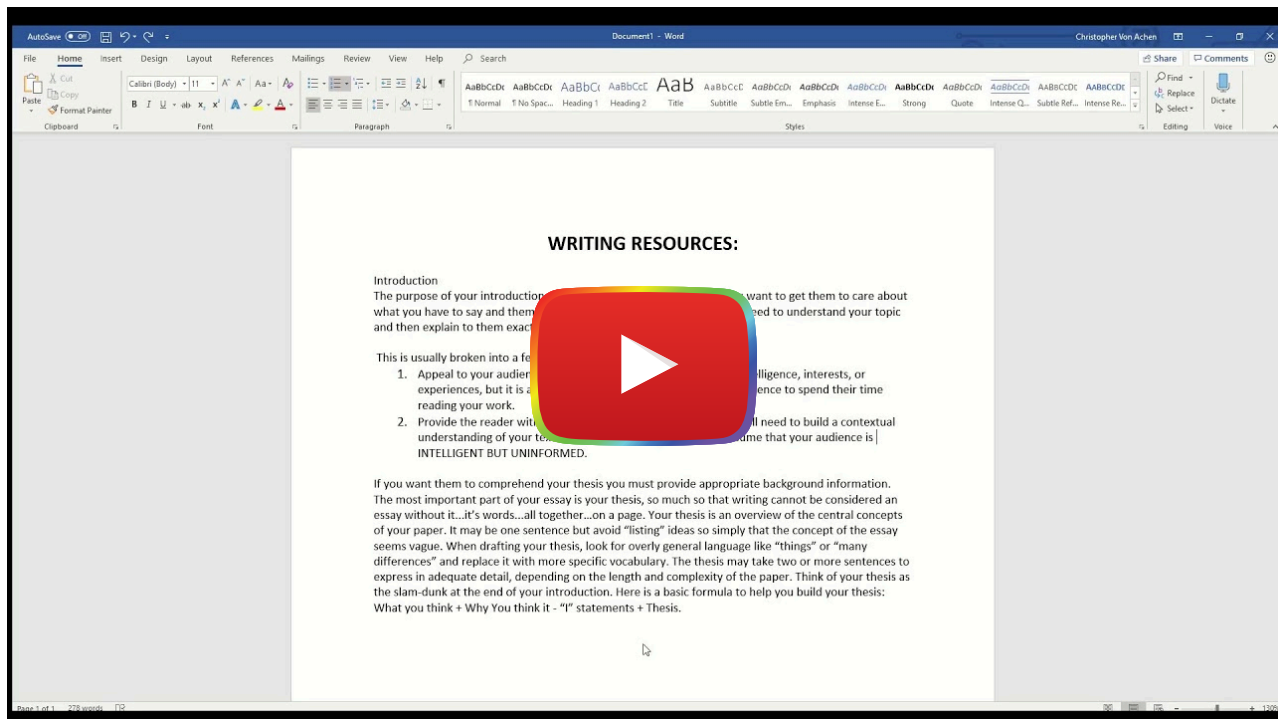 AutoSave Off Document1 - Word Christopher Von Achen
File Home Insert Design Layout References Mailings Review View Help Search Share Comments
Paste Cut Copy Format Painter
Calibri (Body) 11
AaBbCcDc AaBbCcDc AaBbCc AaBbCcC AaB AaBbCcD AaBbCcDc AaBbCcDc AaBbCcDc AaBbCcDc AaBbCcDc AaBbCcDc AABBCCDC AABBCCDC
¶ Normal ¶ No Spac... Heading 1 Heading 2 Title Subtitle Subtle Em... Emphasis Intense E... Strong Quote Intense Q... Subtle Ref... Intense Re...
Find Replace Select Dictate
Clipboard Font Paragraph Styles Editing Voice
WRITING RESOURCES:
Introduction
The purpose of your introduction want to get them to care about
what you have to say and them need to understand your topic
and then explain to them
This is usually broken into a
1. Appeal to your interests, or
experiences, but it is to spend their time
reading your work.
2. Provide the reader need to build a contextual
understanding of your that your audience is
INTELLIGENT BUT UNINFORMED.
If you want them to comprehend your thesis you must provide appropriate background information.
The most important part of your essay is your thesis, so much so that writing cannot be considered an
essay without it...it's words...all together...on a page. Your thesis is an overview of the central concepts
of your paper. It may be one sentence but avoid “listing” ideas so simply that the concept of the essay
seems vague. When drafting your thesis, look for overly general language like “things” or “many
differences” and replace it with more specific vocabulary. The thesis may take two or more sentences to
express in adequate detail, depending on the length and complexity of the paper. Think of your thesis as
the slam-dunk at the end of your introduction. Here is a basic formula to help you build your thesis:
What you think + Why You think it - “I” statements + Thesis.
Page 1 of 1 278 words 130%